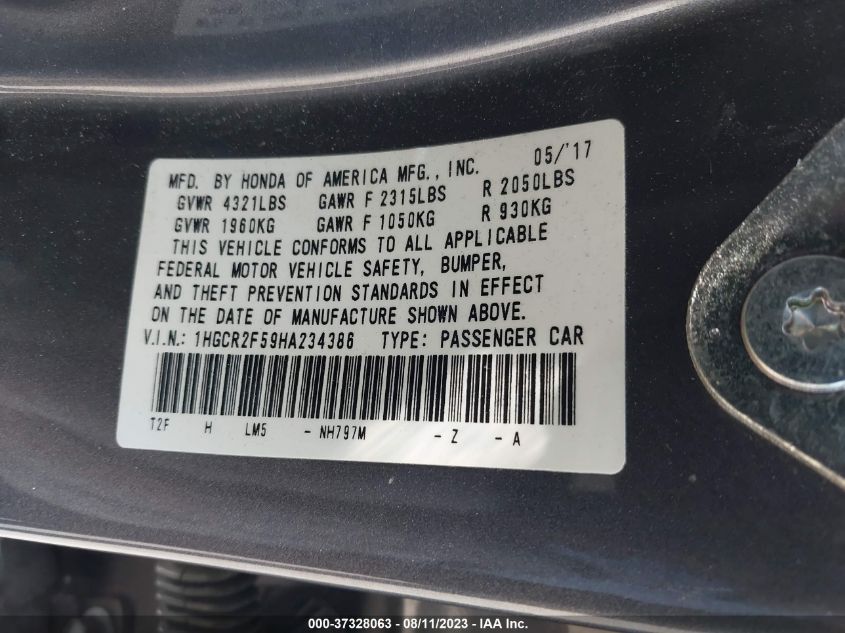 05/'17
MFD. BY HONDA OF AMERICA MFG., INC.
GVWR 4321LBS GAWR F 2315LBS R 2050LBS
GVWR 1960KG GAWR F 1050KG R 930KG
THIS VEHICLE CONFORMS TO ALL APPLICABLE
FEDERAL MOTOR VEHICLE SAFETY, BUMPER,
AND THEFT PREVENTION STANDARDS IN EFFECT
ON THE DATE OF MANUFACTURE SHOWN ABOVE.
V.I.N.: 1HGCR2F59HA234386 TYPE: PASSENGER CAR
T2F H LM5 - NH797M - Z - A
000-37328063 - 08/11/2023 - IAA Inc.